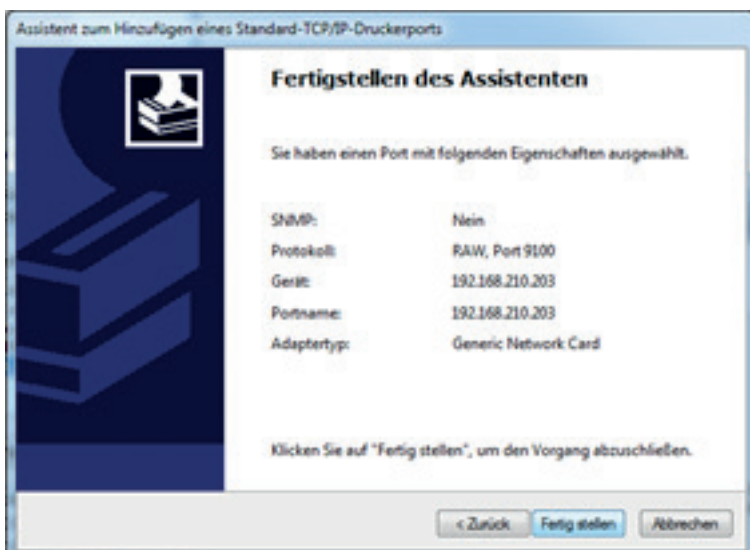 Assistent zum Hinzufügen eines Standard-TCP/IP-Druckerports
Fertigstellen des Assistenten
Sie haben einen Port mit folgenden Eigenschaften ausgewählt.
SNMP: Nein
Protokoll: RAW, Port 9100
Gerät: 192.168.210.203
Portname: 192.168.210.203
Adaptertyp: Generic Network Card
Klicken Sie auf "Fertig stellen", um den Vorgang abzuschließen.
< Zurück Fertig stellen Abbrechen